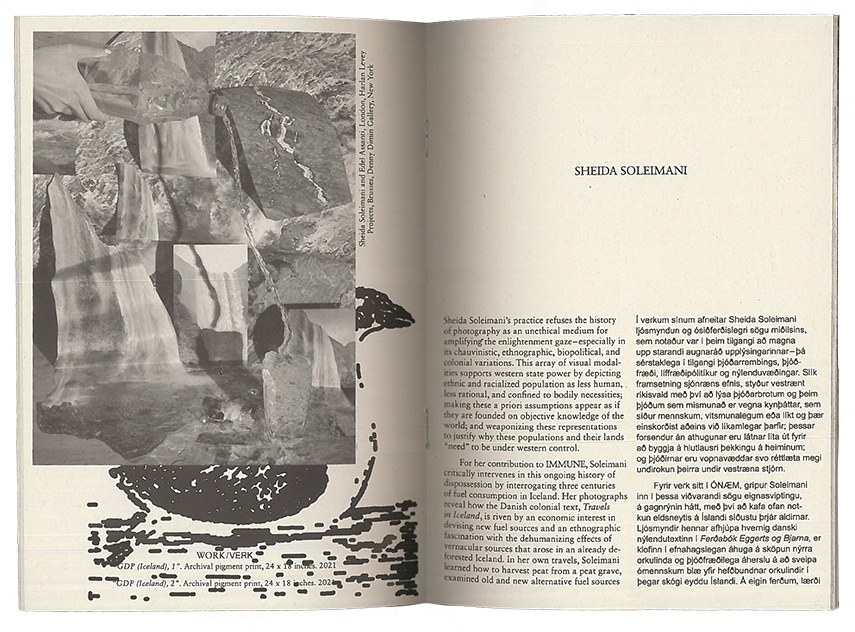 Sheida Soleimani and Edel Assanti, London, Harlan Levey
Projects, Brussels, Denny Dimin Gallery, New York
WORK/VERK
GDP (Iceland), 1". Archival pigment print, 24 x 18 inches. 2021
GDP (Iceland), 2". Archival pigment print, 24 x 18 inches. 2021
SHEIDA SOLEIMANI
Sheida Soleimani's practice refuses the history
of photography as an unethical medium for
amplifying the enlightenment gaze–especially in
its chauvinistic, ethnographic, biopolitical, and
colonial variations. This array of visual modal-
ities supports western state power by depicting
ethnic and racialized population as less human,
less rational, and confined to bodily necessities;
making these a priori assumptions appear as if
they are founded on objective knowledge of the
world; and weaponizing these representations
to justify why these populations and their lands
"need" to be under western control.
For her contribution to IMMUNE, Soleimani
critically intervenes in this ongoing history of
dispossession by interrogating three centuries
of fuel consumption in Iceland. Her photographs
reveal how the Danish colonial text, Travels
in Iceland, is riven by an economic interest in
devising new fuel sources and an ethnographic
fascination with the dehumanizing effects of
vernacular sources that arose in an already de-
forested Iceland. In her own travels, Soleimani
learned how to harvest peat from a peat grave,
examined old and new alternative fuel sources
Í verkum sínum afneitar Sheida Soleimani
ljósmyndun og ósiðferðislegri sögu miðilsins,
sem notaður var í þeim tilgangi að magna
upp starandi augnaráð upplýsingarinnar–þá
sérstaklega í tilgangi þjóðarrembings, þjóð-
fræði, líffræðipólitíkur og nýlenduvæðingar. Slík
framsetning sjónræns efnis, styður vestrænt
ríkisvald með því að lýsa þjóðarbrotum og þeim
þjóðum sem mismunað er vegna kynþáttar, sem
síður mennskum, vitsmunalegum eða líkt og þær
einskorðist aðeins við líkamlegar þarfir; þessar
forsendur án athugunar eru látnar líta út fyrir
að byggja á hlutlausri þekkingu á heiminum;
og þjóðirnar eru vopnavæddar svo réttlæta megi
undirokun þeirra undir vestræna stjórn.
Fyrir verk sitt í ÓNÆM, grípur Soleimani
inn í þessa viðvarandi sögu eignasviptingu,
á gagnrýnin hátt, með því að kafa ofan not-
kun eldsneytis á Íslandi síðustu þrjár aldirnar.
Ljósmyndir hennar afhjúpa hvernig danski
nýlendutextinn í Ferðabók Eggerts og Bjarna, er
klofinn í efnahagslegan áhuga á sköpun nýrra
orkulinda og þjóðfræðilega áherslu á að sveipa
ómennskum blæ yfir hefðbundnar orkulindir í
þegar skógi eyddu Íslandi. Á eigin ferðum, lærði